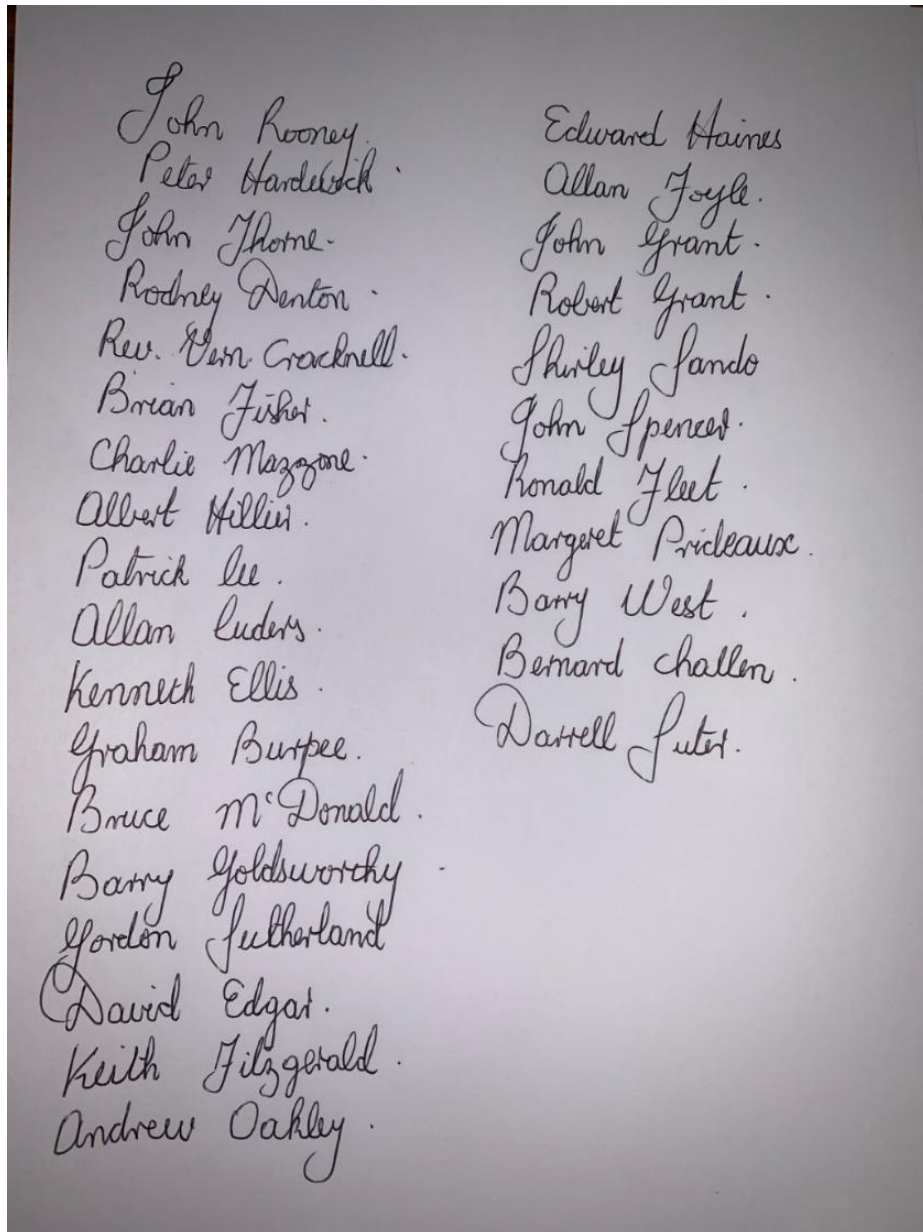 John Rooney.
Peter Hardwick.
John Thorne.
Rodney Denton.
Rev. Vern Cracknell.
Brian Fisher.
Charlie Mazzone.
Albert Hillier.
Patrick Lee.
Allan Luders.
Kenneth Ellis.
Graham Burpee.
Bruce McDonald.
Barry Goldsworthy.
Gordon Sutherland
David Edgar.
Keith Fitzgerald.
Andrew Oakley.
Edward Haines
Allan Foyle.
John Grant.
Robert Grant.
Shirley Sando
John Spencer.
Ronald Fleet.
Margeret Prideaux.
Barry West.
Bernard Challen.
Darrell Suter.